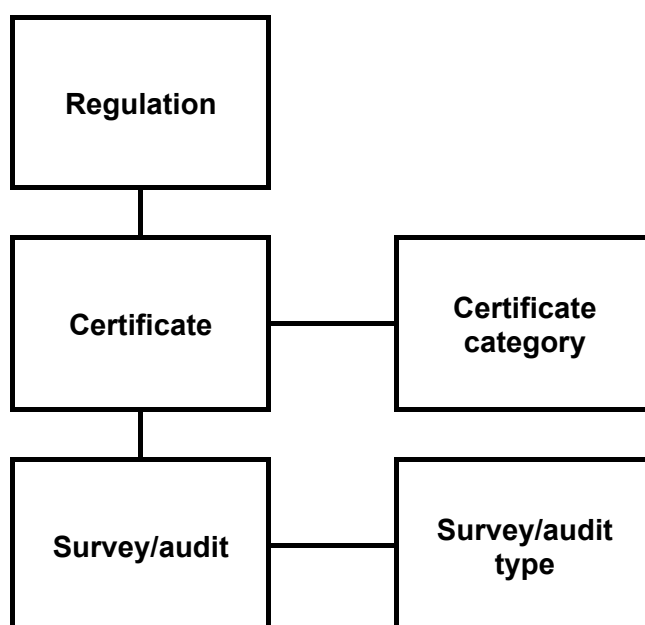 Regulation
Certificate
Certificate
category
Survey/audit
Survey/audit
type